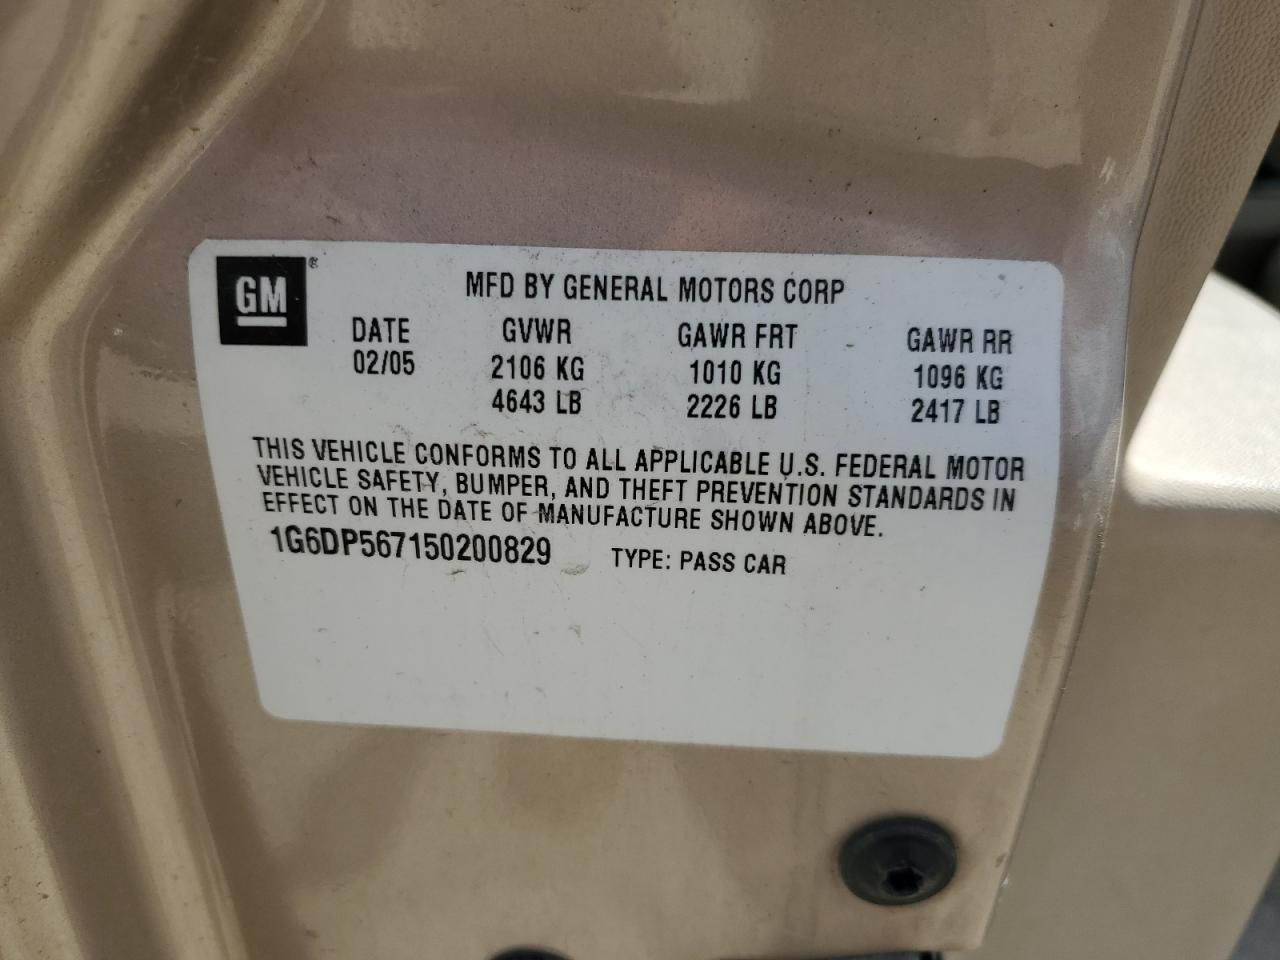 GM ®
MFD BY GENERAL MOTORS CORP
DATE GVWR GAWR FRT GAWR RR
02/05 2106 KG 1010 KG 1096 KG
4643 LB 2226 LB 2417 LB
THIS VEHICLE CONFORMS TO ALL APPLICABLE U.S. FEDERAL MOTOR
VEHICLE SAFETY, BUMPER, AND THEFT PREVENTION STANDARDS IN
EFFECT ON THE DATE OF MANUFACTURE SHOWN ABOVE.
1G6DP567150200829 TYPE: PASS CAR